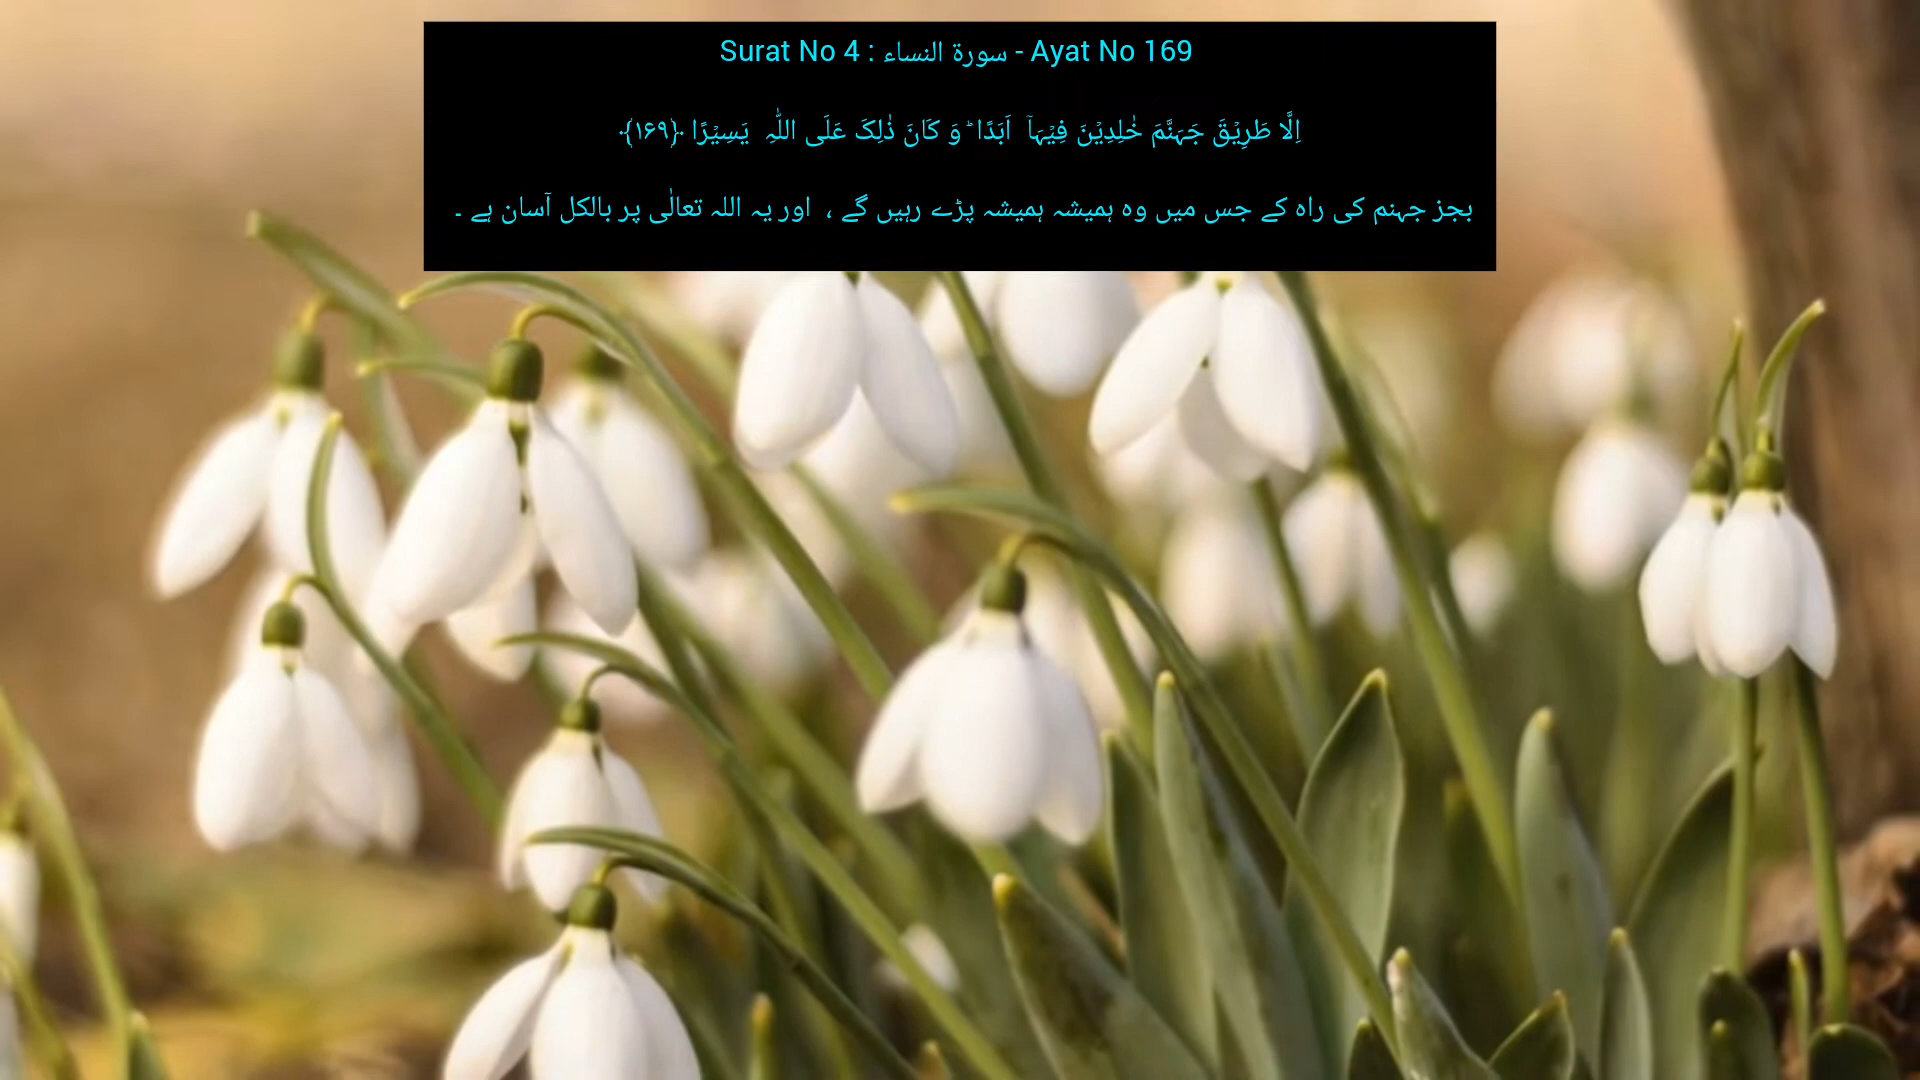 Surat No 4 : سورة النساء - Ayat No 169
اِلَّا طَرِیۡقَ جَہَنَّمَ خٰلِدِیۡنَ فِیۡہَاۤ اَبَدًا ؕ وَ کَانَ ذٰلِکَ عَلَی اللّٰہِ یَسِیۡرًا ﴿۱۶۹﴾
بجز جہنم کی راہ کے جس میں وہ ہمیشہ ہمیشہ پڑے رہیں گے ، اور یہ اللہ تعالٰی پر بالکل آسان ہے ۔